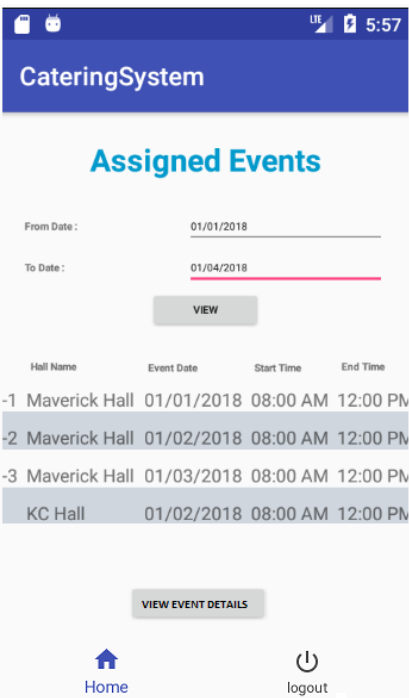 LTE 5:57
CateringSystem
Assigned Events
From Date : 01/01/2018
To Date : 01/04/2018
VIEW
Hall Name Event Date Start Time End Time
-1 Maverick Hall 01/01/2018 08:00 AM 12:00 PM
-2 Maverick Hall 01/02/2018 08:00 AM 12:00 PM
-3 Maverick Hall 01/03/2018 08:00 AM 12:00 PM
KC Hall 01/02/2018 08:00 AM 12:00 PM
VIEW EVENT DETAILS
Home logout